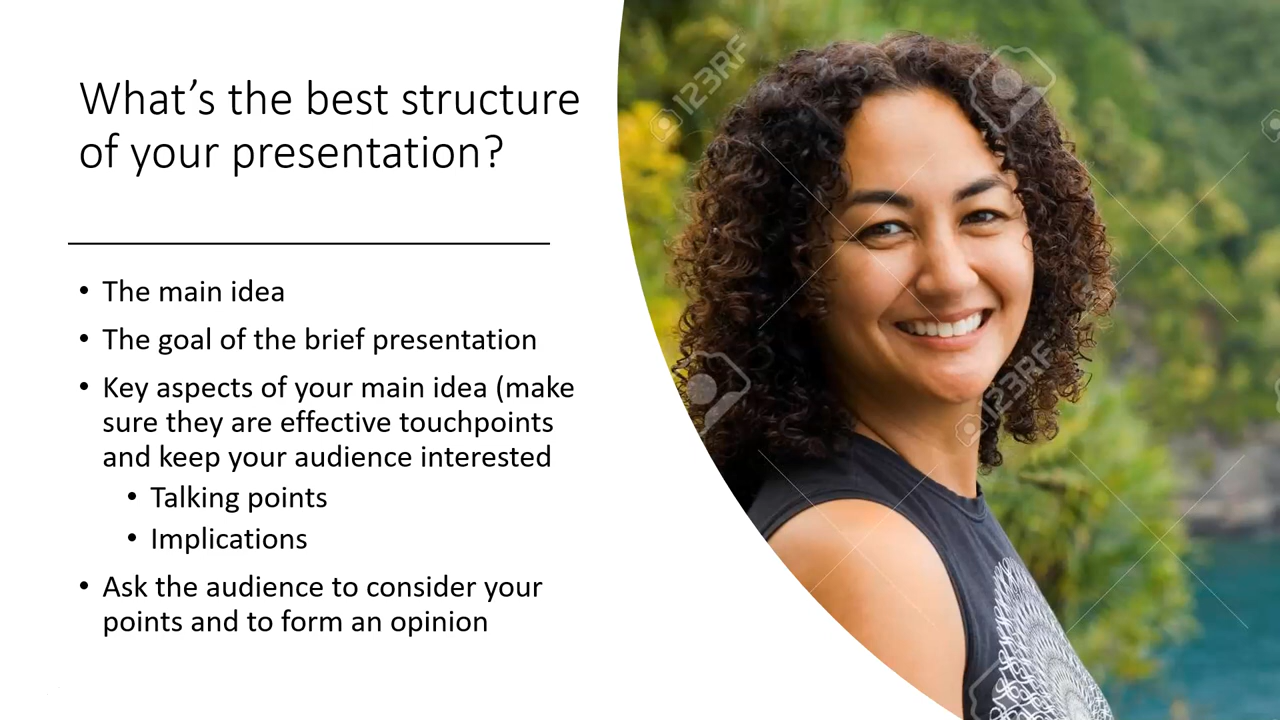 What’s the best structure
of your presentation?
• The main idea
• The goal of the brief presentation
• Key aspects of your main idea (make
sure they are effective touchpoints
and keep your audience interested
• Talking points
• Implications
• Ask the audience to consider your
points and to form an opinion
123RF
123RF